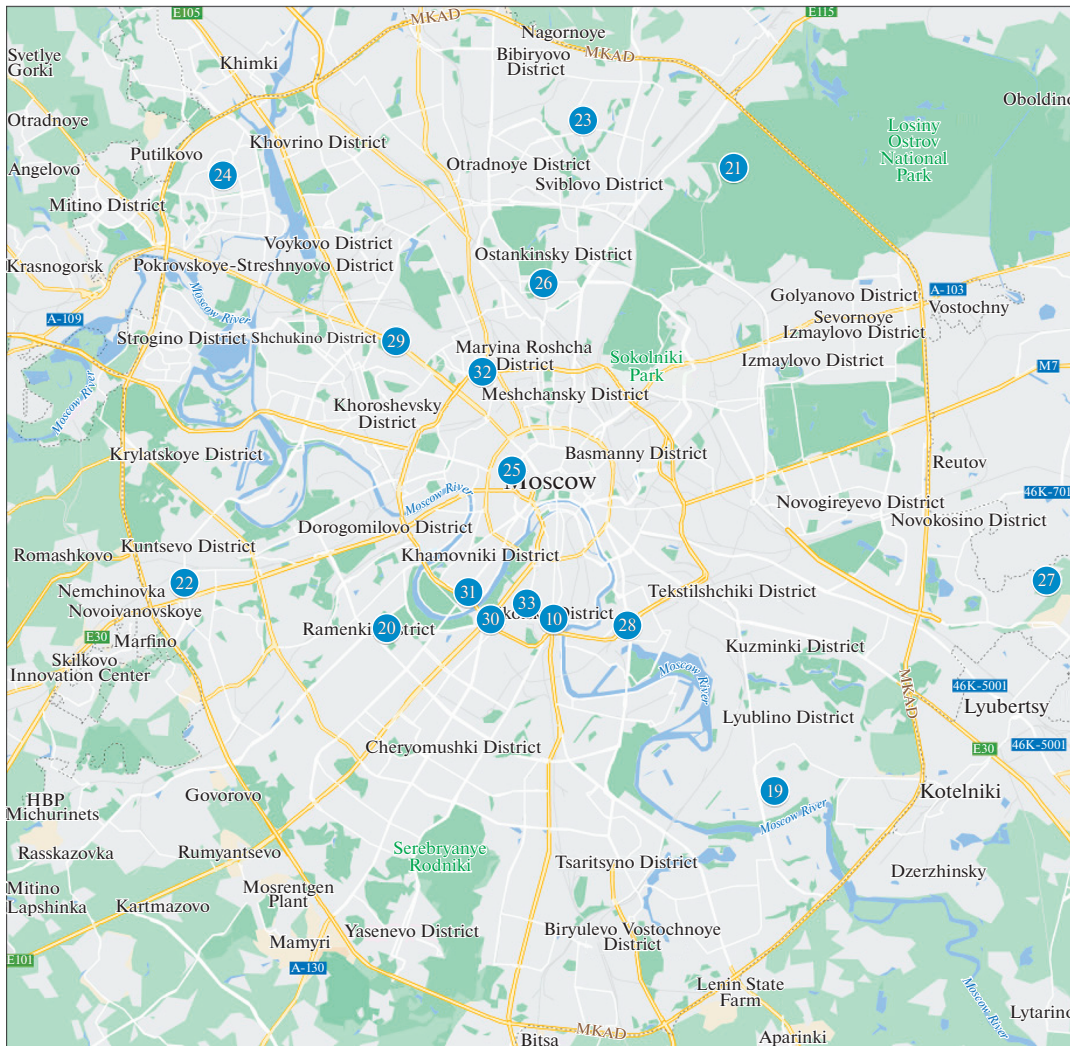 E105
MKAD
E115
Nagornoye
Svetlye
Gorki
Bibiryovo
District
MKAD
Khimki
Oboldino
Otradnoye
23
Losiny
Ostrov
National
Park
Khovrino District
Putilkovo
Angelovo
24
Otradnoye District
21
Sviblovo District
Mitino District
Voykovo District
Ostankinsky District
Krasnogorsk
Pokrovskoye-Streshnyovo District
26
Moscow River
Golyanovo District
A-103
Vostochny
A-109
Sevornoye
Izmaylovo District
Strogino District
Shchukino District
29
Maryina Roshcha
District
Sokolniki
Park
Izmaylovo District
M7
32
Moscow River
Meshchansky District
Khoroshevsky
District
Krylatskoye District
Basmanny District
Reutov
25
Moscow
Moscow River
46K-701
Novogireyevo District
Dorogomilovo District
Novokosino District
Romashkovo
Kuntsevo District
Khamovniki District
22
27
Nemchinovka
31
Tekstilshchiki District
Novoivanovskoye
33
District
30
10
28
E30
Marfino
Ramenki District
20
Kuzminki District
Skilkovo
Innovation Center
Moscow River
MKAD
46K-5001
Lyubertsy
Lyublino District
Cheryomushki District
E30
46K-5001
19
HBP
Michurinets
Govorovo
Kotelniki
Moscow River
Rasskazovka
Rumyantsevo
Serebryanye
Rodniki
Tsaritsyno District
Dzerzhinsky
Mitino
Lapshinka
Mosrentgen
Plant
Kartmazovo
Yasenevo District
Biryulevo Vostochnoye
District
Mamyri
E101
A-130
Lenin State
Farm
Moscow River
Lytarino
MKAD
Bitsa
Aparinki